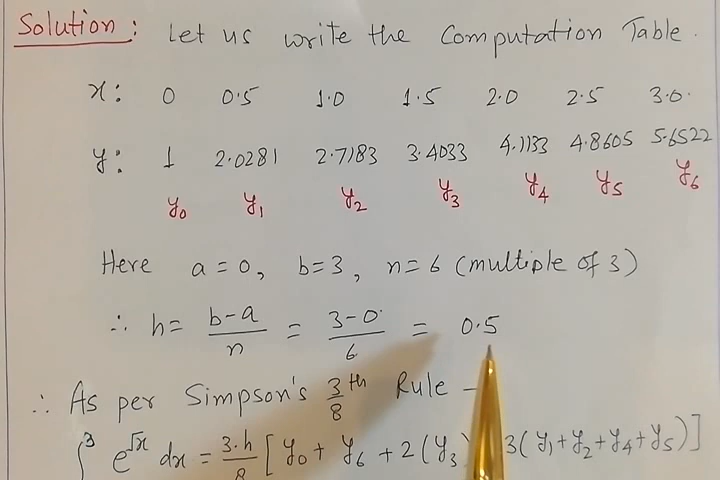 Solution: Let us write the Computation Table.
x: 0 0.5 1.0 1.5 2.0 2.5 3.0
y: 1 2.0281 2.7183 3.4033 4.1133 4.8605 5.6522
y₀ y₁ y₂ y₃ y₄ y₅ y₆
Here a=0, b=3, n=6 (multiple of 3)
∴ h = (b-a)/n = (3-0)/6 = 0.5
∴ As per Simpson's 3/8 th Rule –
∫³ e^√x dx = 3.h/8 [y₀ + y₆ + 2(y₃) 3(y₁+y₂+y₄+y₅)]